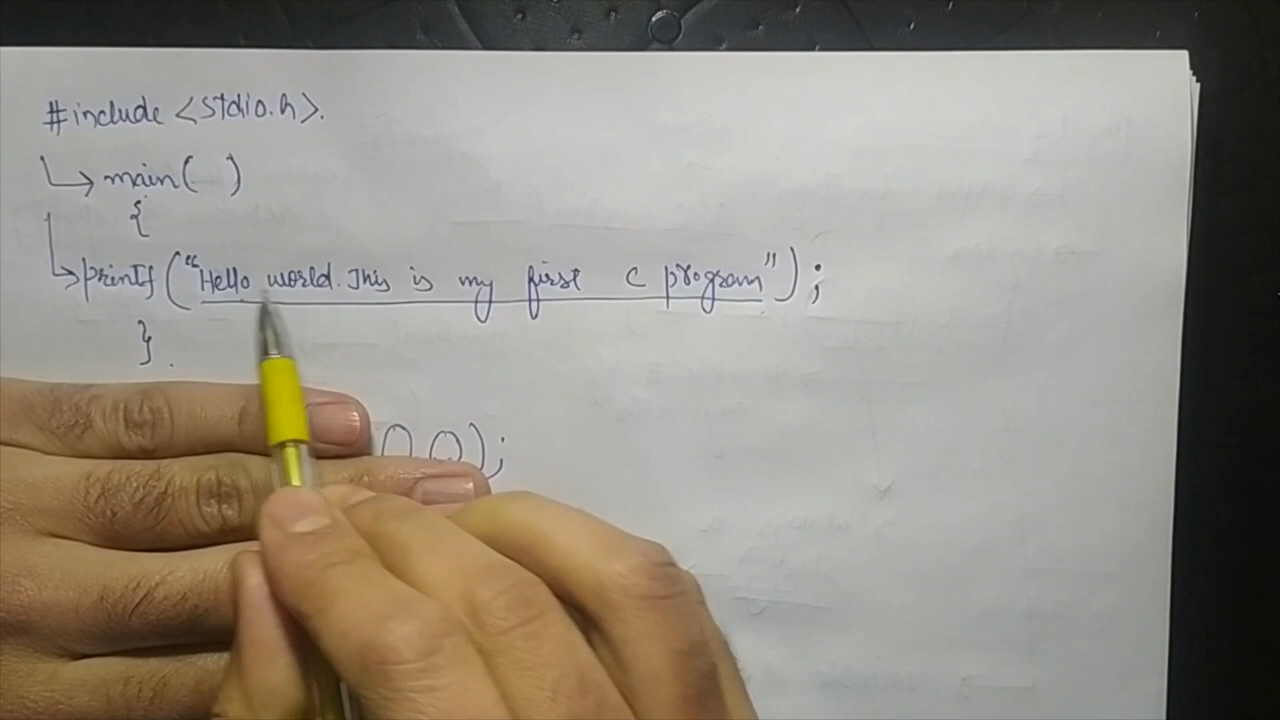 #include <stdio.h>.
main( )
{
printf ("Hello world. This is my first C program");
}.
);